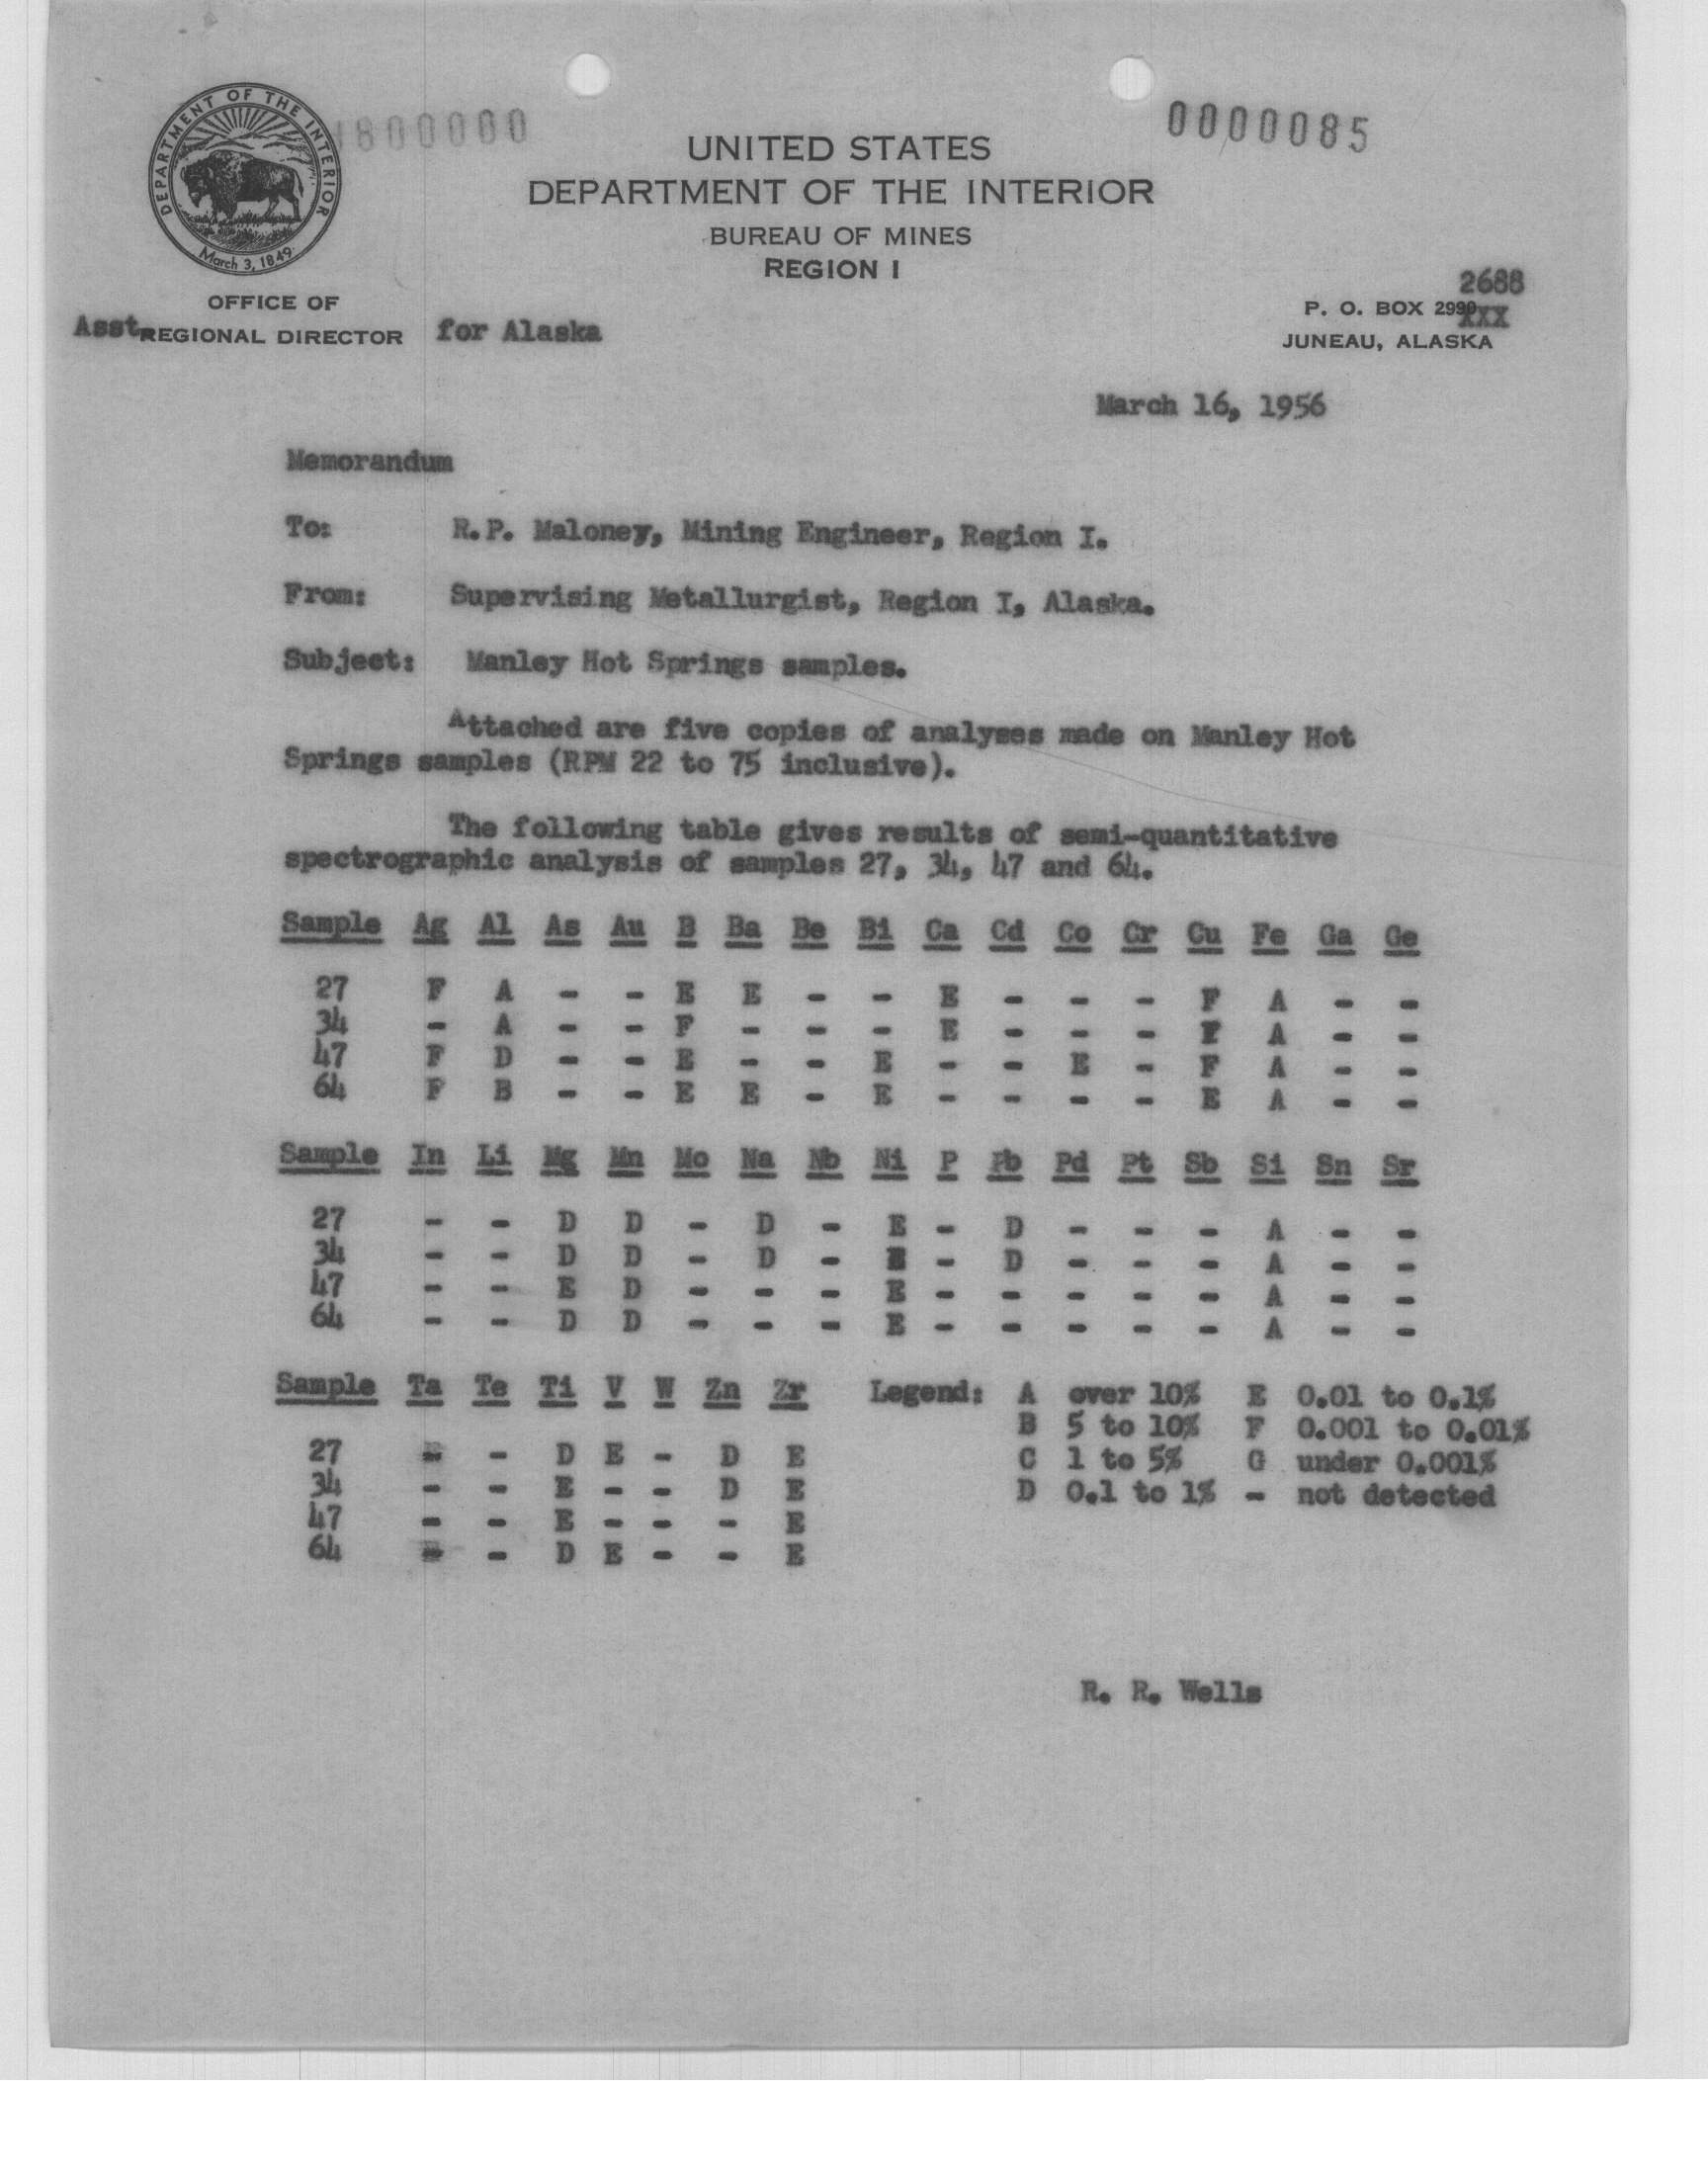 DEPARTMENT OF THE INTERIOR
March 3, 1849
800000
0000085
UNITED STATES
DEPARTMENT OF THE INTERIOR
BUREAU OF MINES
REGION I
OFFICE OF
Asst REGIONAL DIRECTOR for Alaska
2688
P. O. BOX 2990 XXX
JUNEAU, ALASKA
March 16, 1956
Memorandum
To: R.P. Maloney, Mining Engineer, Region I.
From: Supervising Metallurgist, Region I, Alaska.
Subject: Manley Hot Springs samples.
Attached are five copies of analyses made on Manley Hot
Springs samples (RPM 22 to 75 inclusive).
The following table gives results of semi-quantitative
spectrographic analysis of samples 27, 34, 47 and 64.
Sample Ag Al As Au B Ba Be Bi Ca Cd Co Cr Cu Fe Ga Ge
27 F A - - E E - - E - - - F A - -
34 - A - - F - - - E - - - F A - -
47 F D - - E - - E - - E - F A - -
64 F B - - E E - E - - - - E A - -
Sample In Li Mg Mn Mo Na Nb Ni P Pb Pd Pt Sb Si Sn Sr
27 - - D D - D - E - D - - - A - -
34 - - D D - D - - D - - - A - -
47 - - E D - - - E - - - - - A - -
64 - - D D - - - E - - - - - A - -
Sample Ta Te Ti V W Zn Zr
27 - - D E - D E
34 - - E - - D E
47 - - E - - - E
64 - - D E - - E
Legend: A over 10% E 0.01 to 0.1%
B 5 to 10% F 0.001 to 0.01%
C 1 to 5% G under 0.001%
D 0.1 to 1% - not detected
R. R. Wells